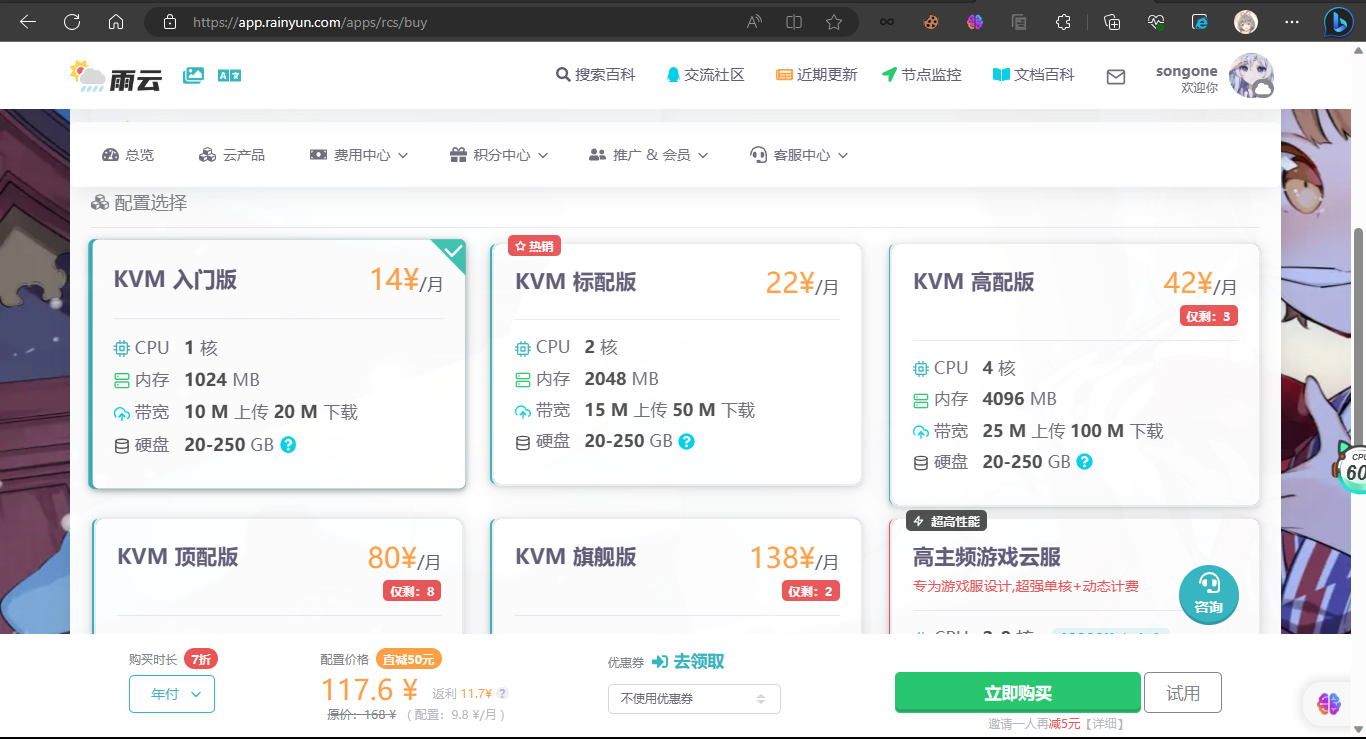 https://app.rainyun.com/apps/rcs/buy
雨云
搜索百科 交流社区 近期更新 节点监控 文档百科 songone
欢迎你
总览 云产品 费用中心 积分中心 推广 & 会员 客服中心
配置选择
KVM 入门版 14¥/月
CPU 1 核
内存 1024 MB
带宽 10 M 上传 20 M 下载
硬盘 20-250 GB ?
热销
KVM 标配版 22¥/月
CPU 2 核
内存 2048 MB
带宽 15 M 上传 50 M 下载
硬盘 20-250 GB ?
KVM 高配版 42¥/月
仅剩：3
CPU 4 核
内存 4096 MB
带宽 25 M 上传 100 M 下载
硬盘 20-250 GB ?
CPU
60
KVM 顶配版 80¥/月
仅剩：8
KVM 旗舰版 138¥/月
仅剩：2
超高性能
高主频游戏云服
专为游戏服设计,超强单核+动态计费
咨询
购买时长 7折
年付
配置价格 直减50元
117.6 ¥ 返利 11.7¥ ?
原价：168 ¥ （ 配置：9.8 ¥/月 ）
优惠券 去领取
不使用优惠券
立即购买 试用
邀请一人再减5元【详细】